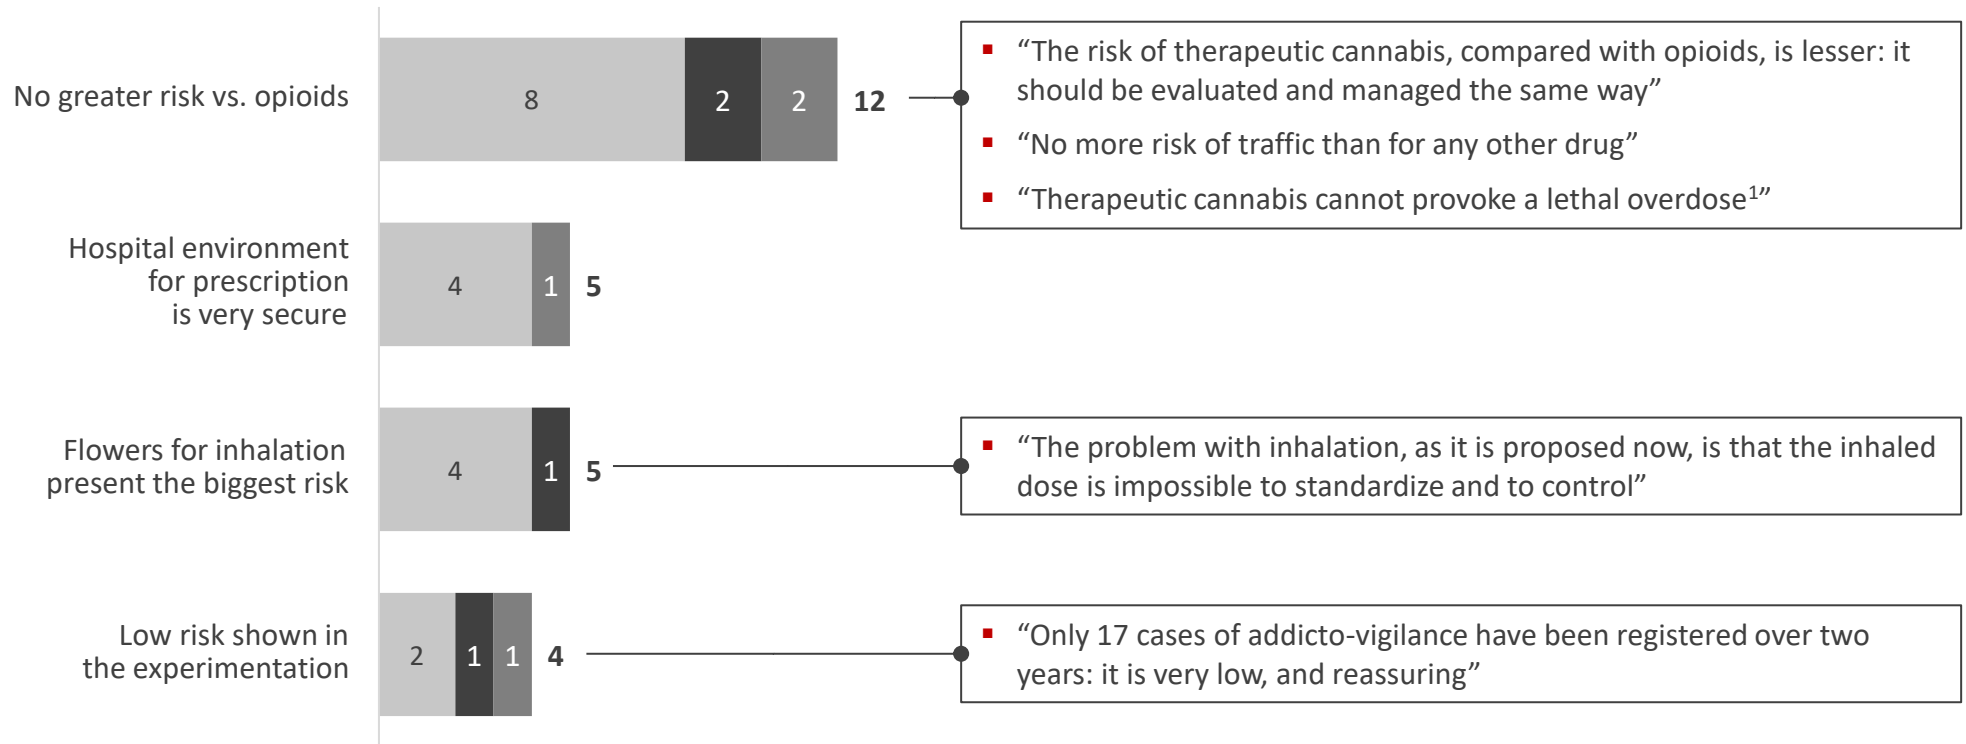 No greater risk vs. opioids
8
2
2
12
▪ “The risk of therapeutic cannabis, compared with opioids, is lesser: it
should be evaluated and managed the same way”
▪ “No more risk of traffic than for any other drug”
▪ “Therapeutic cannabis cannot provoke a lethal overdose¹”
Hospital environment
for prescription
is very secure
4
1
5
Flowers for inhalation
present the biggest risk
4
1
5
▪ “The problem with inhalation, as it is proposed now, is that the inhaled
dose is impossible to standardize and to control”
Low risk shown in
the experimentation
2
1
1
4
▪ “Only 17 cases of addicto-vigilance have been registered over two
years: it is very low, and reassuring”